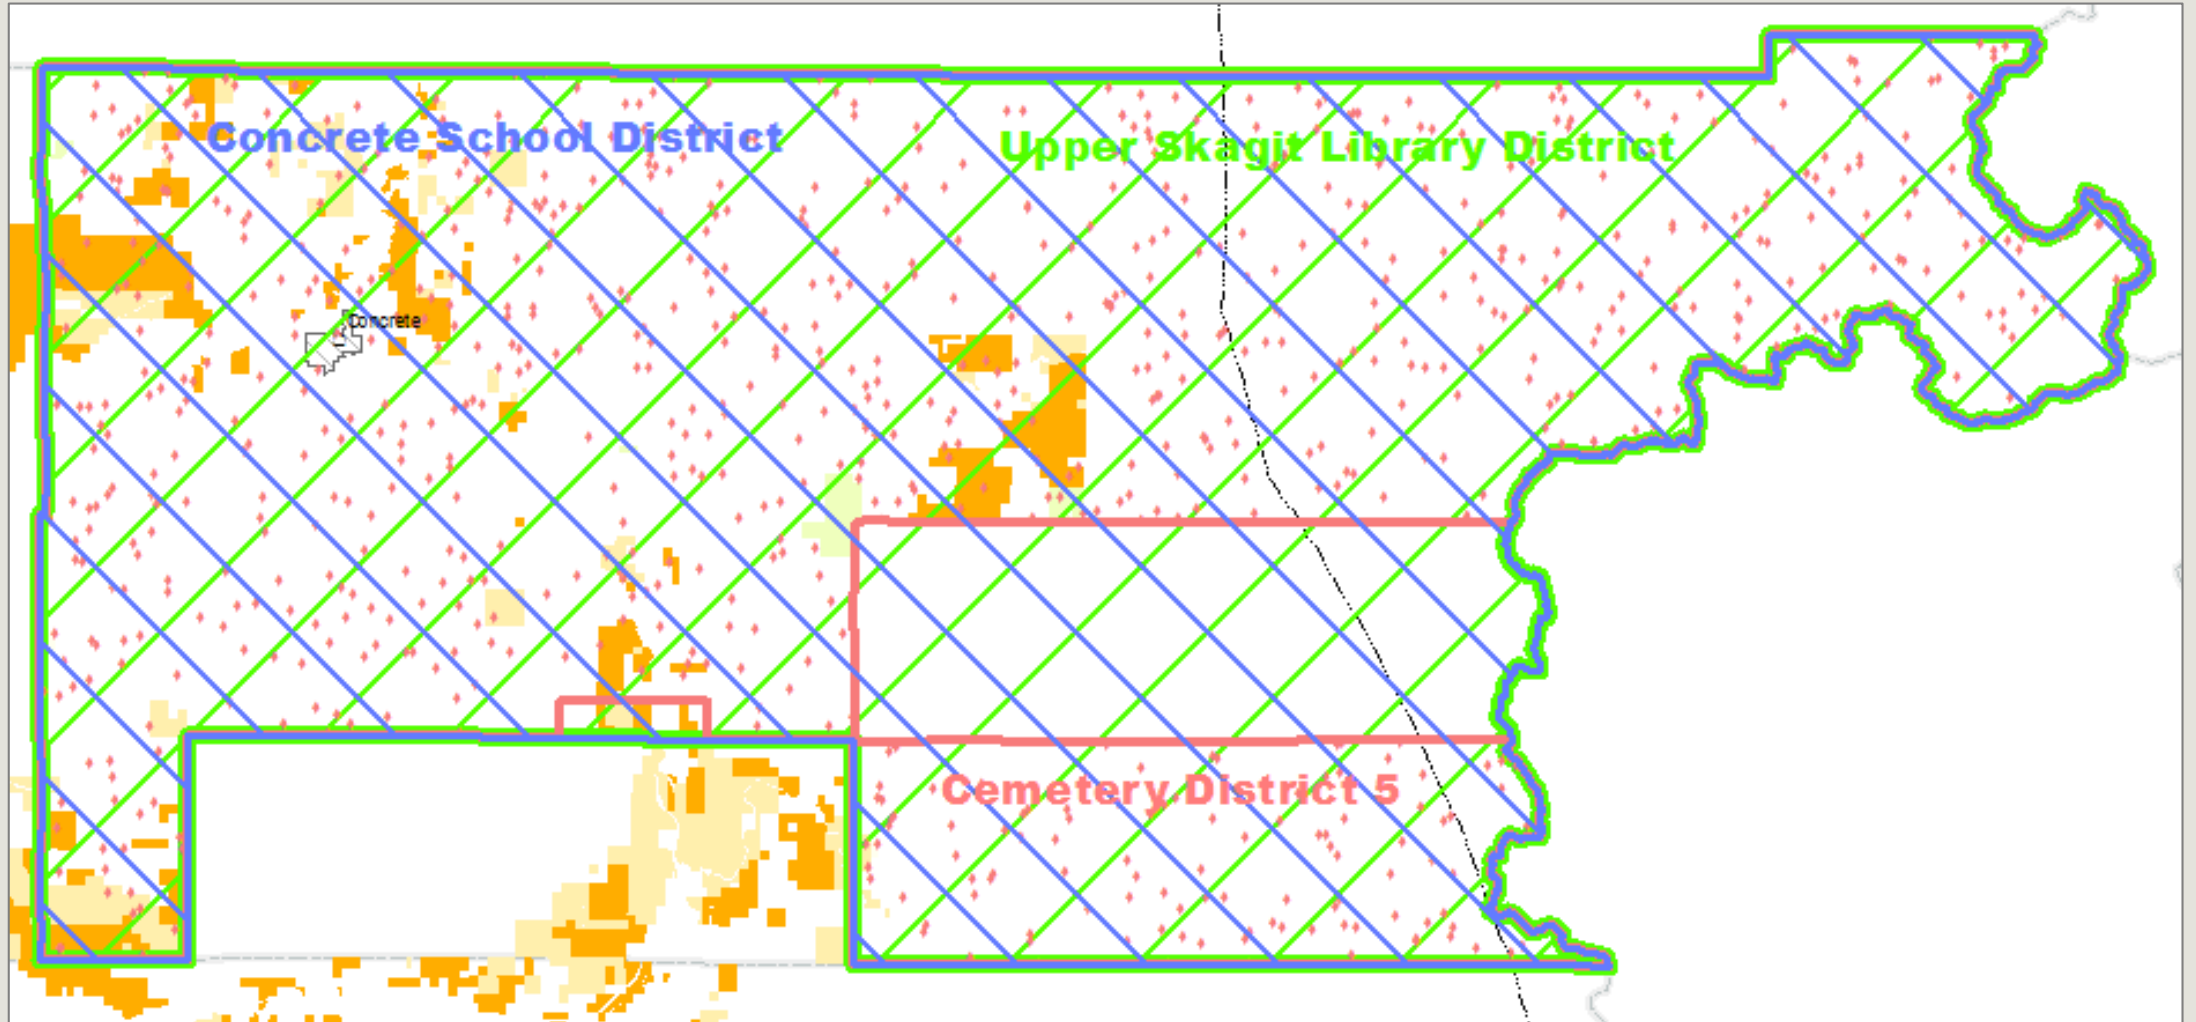 Concrete School District
Upper Skagit Library District
Concrete
Cemetery District 5